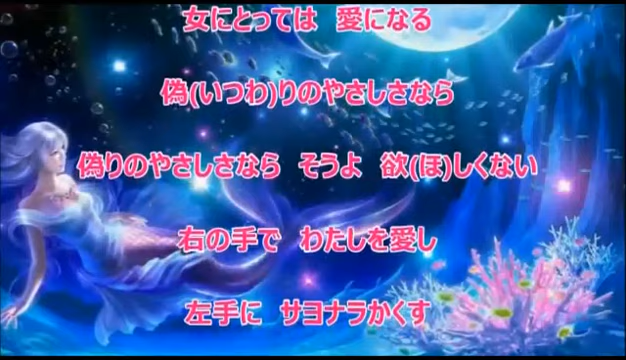 女にとっては　愛になる
偽(いつわ)りのやさしさなら
偽りのやさしさなら　そうよ　欲(ほ)しくない
右の手で　わたしを愛し
左手に　サヨナラかくす